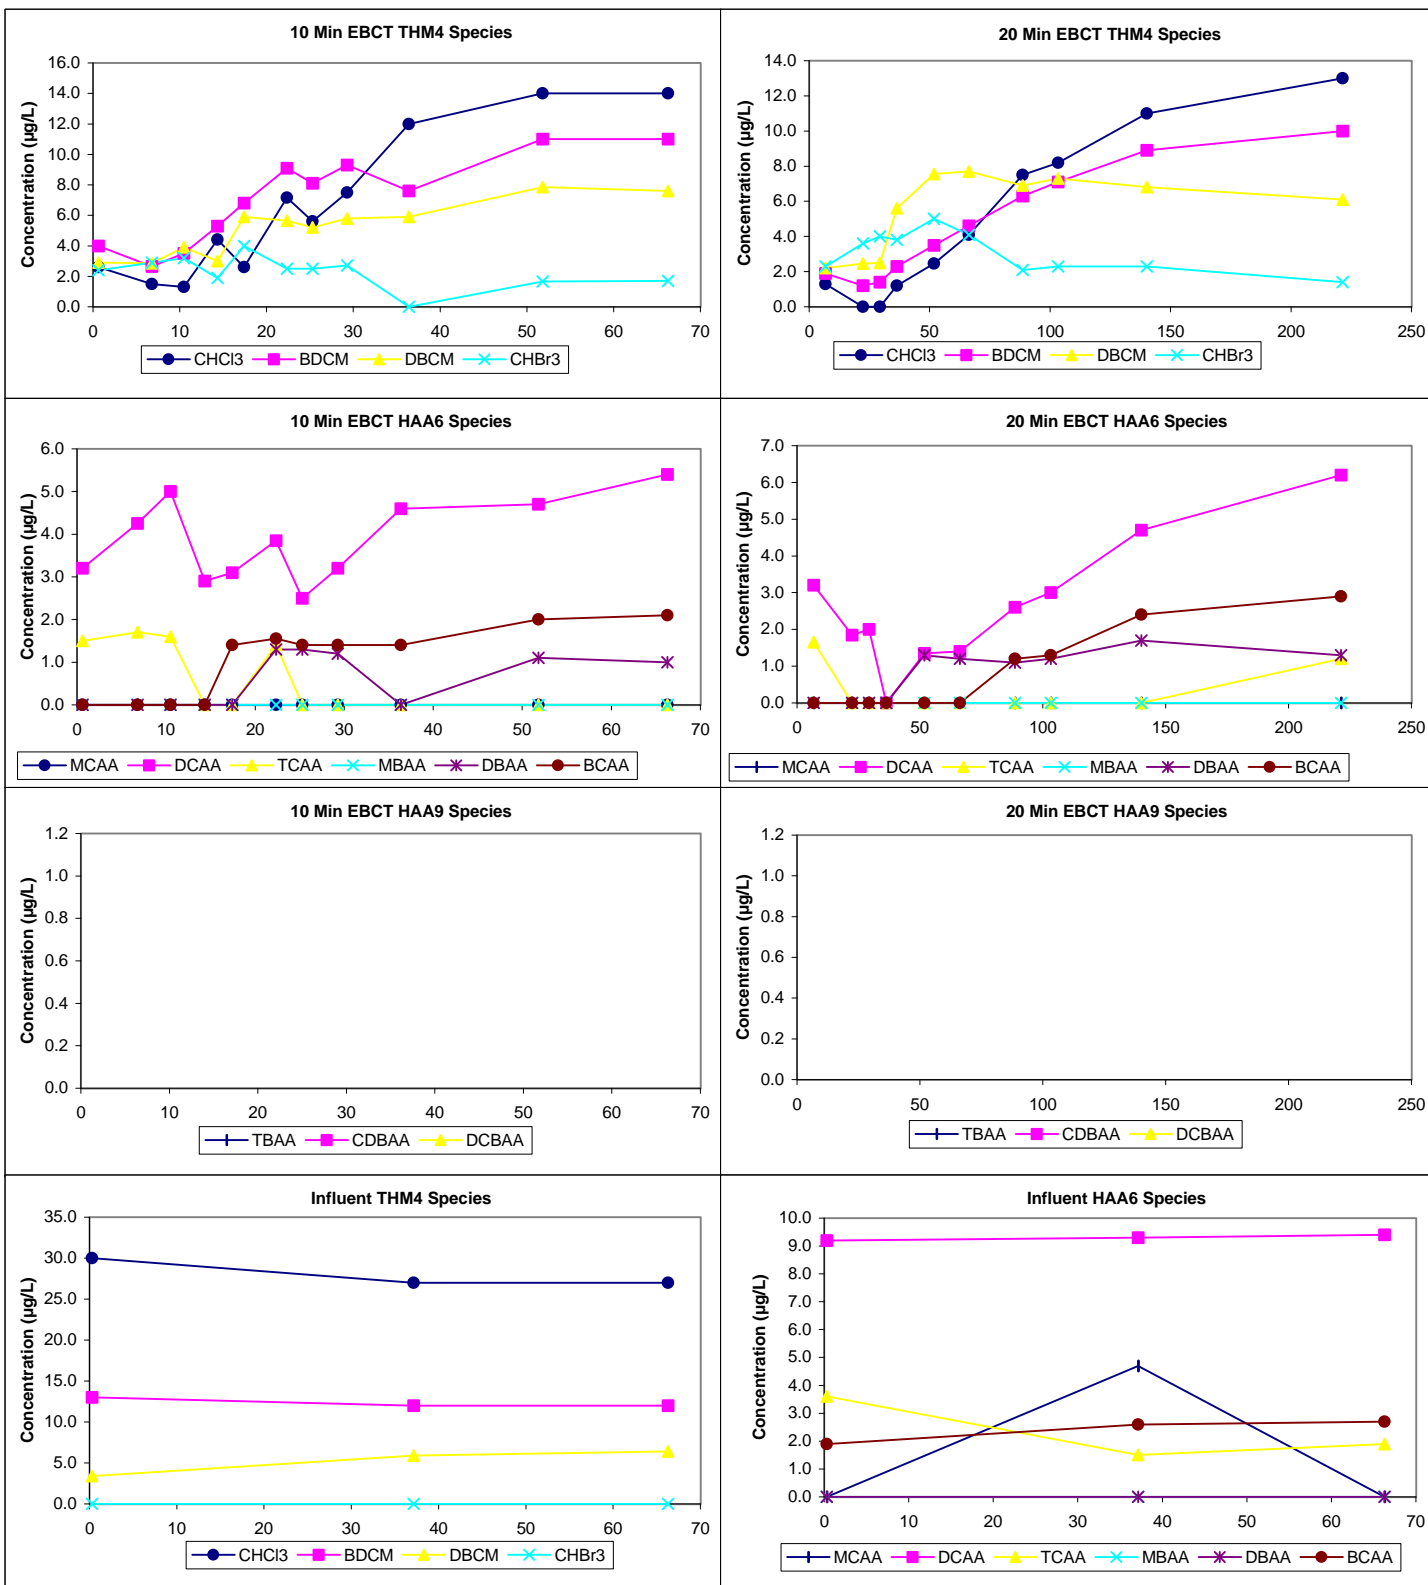 10 Min EBCT THM4 Species
Concentration (µg/L)
16.0
14.0
12.0
10.0
8.0
6.0
4.0
2.0
0.0
0 10 20 30 40 50 60 70
CHCl3 BDCM DBCM CHBr3
20 Min EBCT THM4 Species
Concentration (µg/L)
14.0
12.0
10.0
8.0
6.0
4.0
2.0
0.0
0 50 100 150 200 250
CHCl3 BDCM DBCM CHBr3
10 Min EBCT HAA6 Species
Concentration (µg/L)
6.0
5.0
4.0
3.0
2.0
1.0
0.0
0 10 20 30 40 50 60 70
MCAA DCAA TCAA MBAA DBAA BCAA
20 Min EBCT HAA6 Species
Concentration (µg/L)
7.0
6.0
5.0
4.0
3.0
2.0
1.0
0.0
0 50 100 150 200 250
MCAA DCAA TCAA MBAA DBAA BCAA
10 Min EBCT HAA9 Species
Concentration (µg/L)
1.2
1.0
0.8
0.6
0.4
0.2
0.0
0 10 20 30 40 50 60 70
TBAA CDBAA DCBAA
20 Min EBCT HAA9 Species
Concentration (µg/L)
1.2
1.0
0.8
0.6
0.4
0.2
0.0
0 50 100 150 200 250
TBAA CDBAA DCBAA
Influent THM4 Species
Concentration (µg/L)
35.0
30.0
25.0
20.0
15.0
10.0
5.0
0.0
0 10 20 30 40 50 60 70
CHCl3 BDCM DBCM CHBr3
Influent HAA6 Species
Concentration (µg/L)
10.0
9.0
8.0
7.0
6.0
5.0
4.0
3.0
2.0
1.0
0.0
0 10 20 30 40 50 60 70
MCAA DCAA TCAA MBAA DBAA BCAA